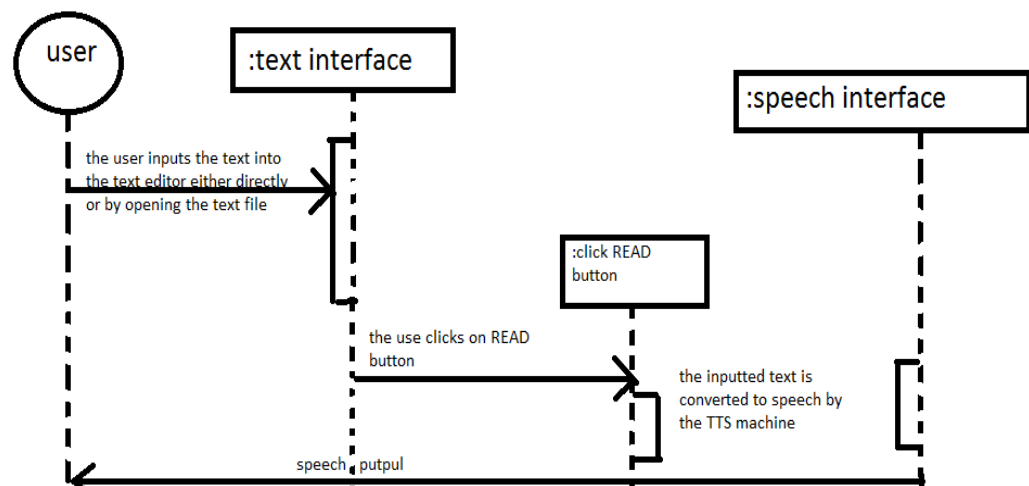 user
:text interface
:speech interface
the user inputs the text into
the text editor either directly
or by opening the text file
:click READ
button
the use clicks on READ
button
the inputted text is
converted to speech by
the TTS machine
speech putpul